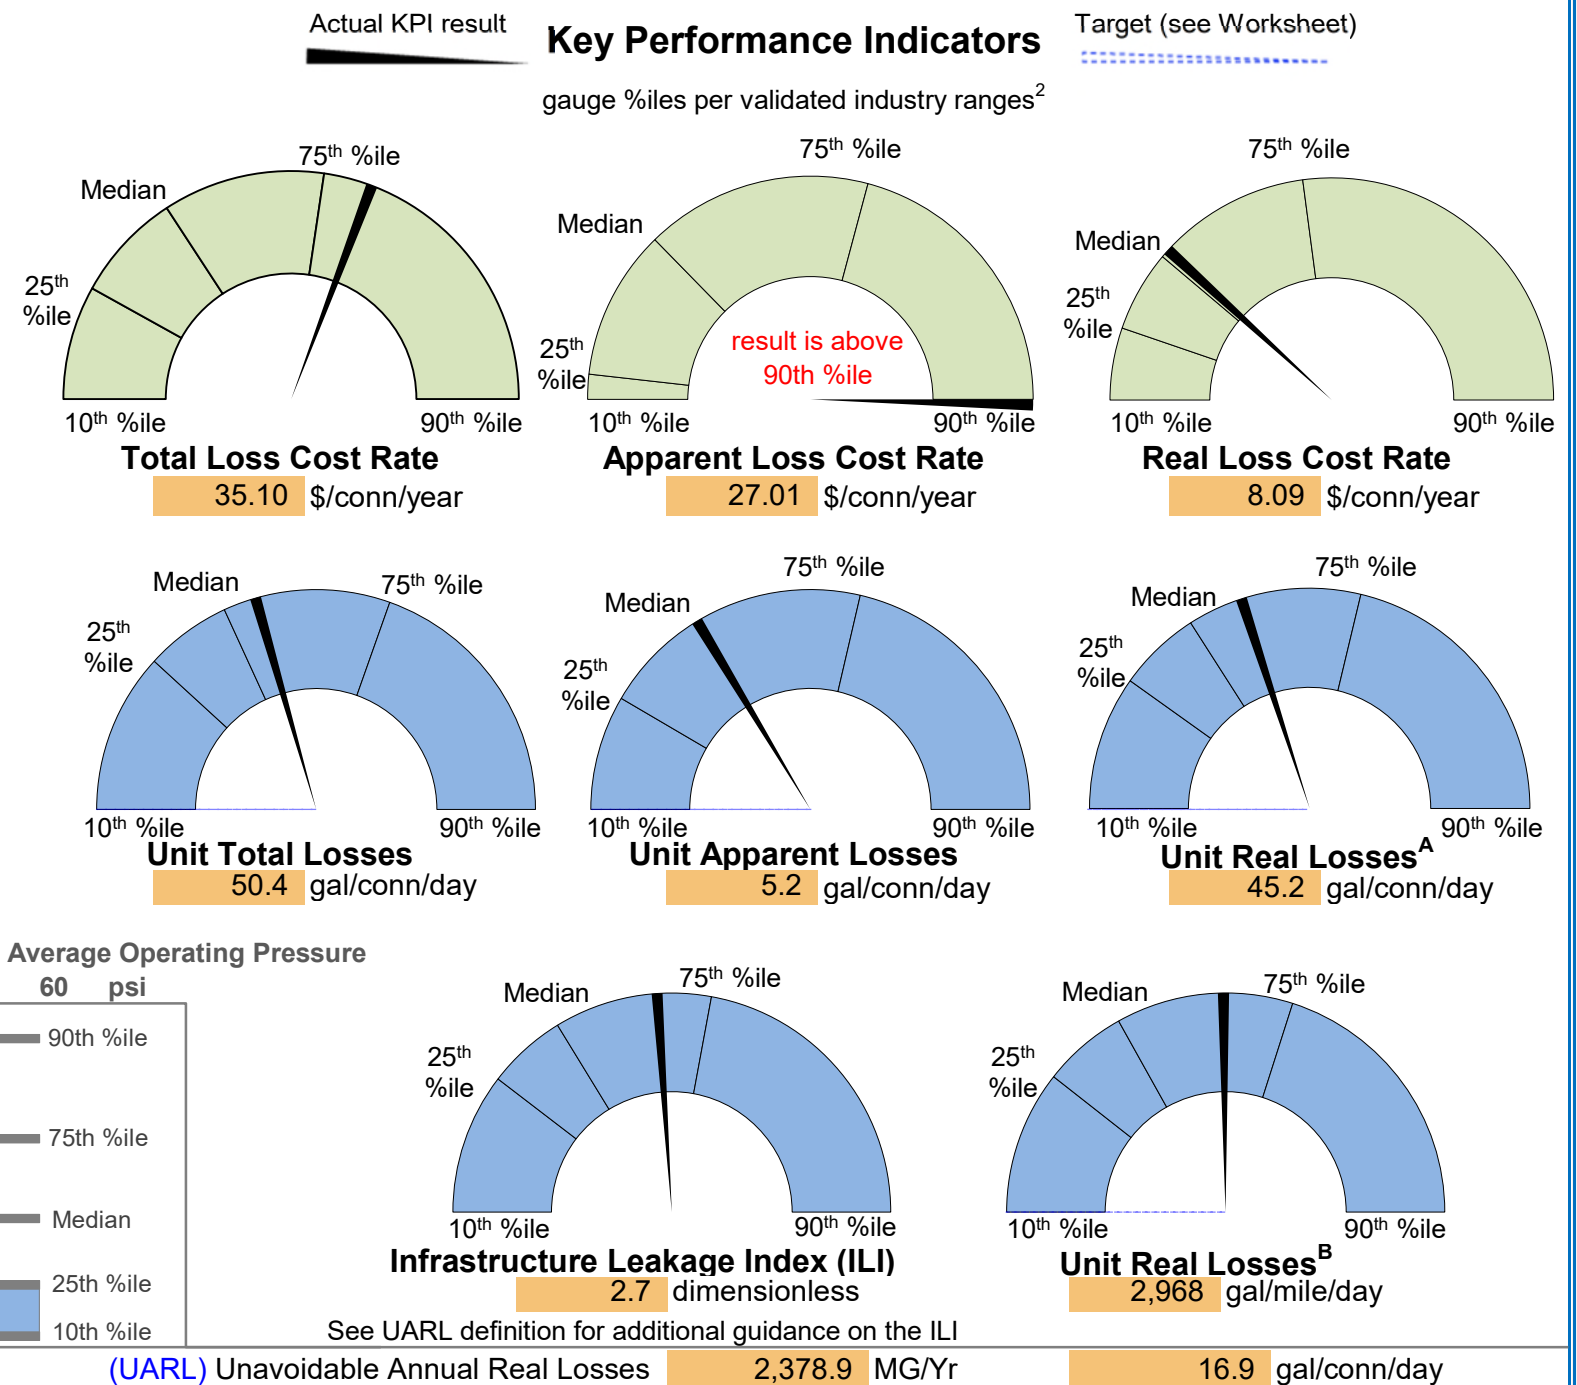 Actual KPI result
Key Performance Indicators
Target (see Worksheet)
gauge %iles per validated industry ranges2
10th %ile
25th
%ile
Median
75th %ile
90th %ile
Total Loss Cost Rate
35.10 $/conn/year
10th %ile
25th
%ile
Median
75th %ile
90th %ile
result is above
90th %ile
Apparent Loss Cost Rate
27.01 $/conn/year
10th %ile
25th
%ile
Median
75th %ile
90th %ile
Real Loss Cost Rate
8.09 $/conn/year
10th %ile
25th
%ile
Median
75th %ile
90th %ile
Unit Total Losses
50.4 gal/conn/day
10th %ile
25th
%ile
Median
75th %ile
90th %ile
Unit Apparent Losses
5.2 gal/conn/day
10th %ile
25th
%ile
Median
75th %ile
90th %ile
Unit Real LossesA
45.2 gal/conn/day
Average Operating Pressure
60 psi
90th %ile
75th %ile
Median
25th %ile
10th %ile
10th %ile
25th
%ile
Median
75th %ile
90th %ile
Infrastructure Leakage Index (ILI)
2.7 dimensionless
See UARL definition for additional guidance on the ILI
10th %ile
25th
%ile
Median
75th %ile
90th %ile
Unit Real LossesB
2,968 gal/mile/day
(UARL) Unavoidable Annual Real Losses 2,378.9 MG/Yr 16.9 gal/conn/day